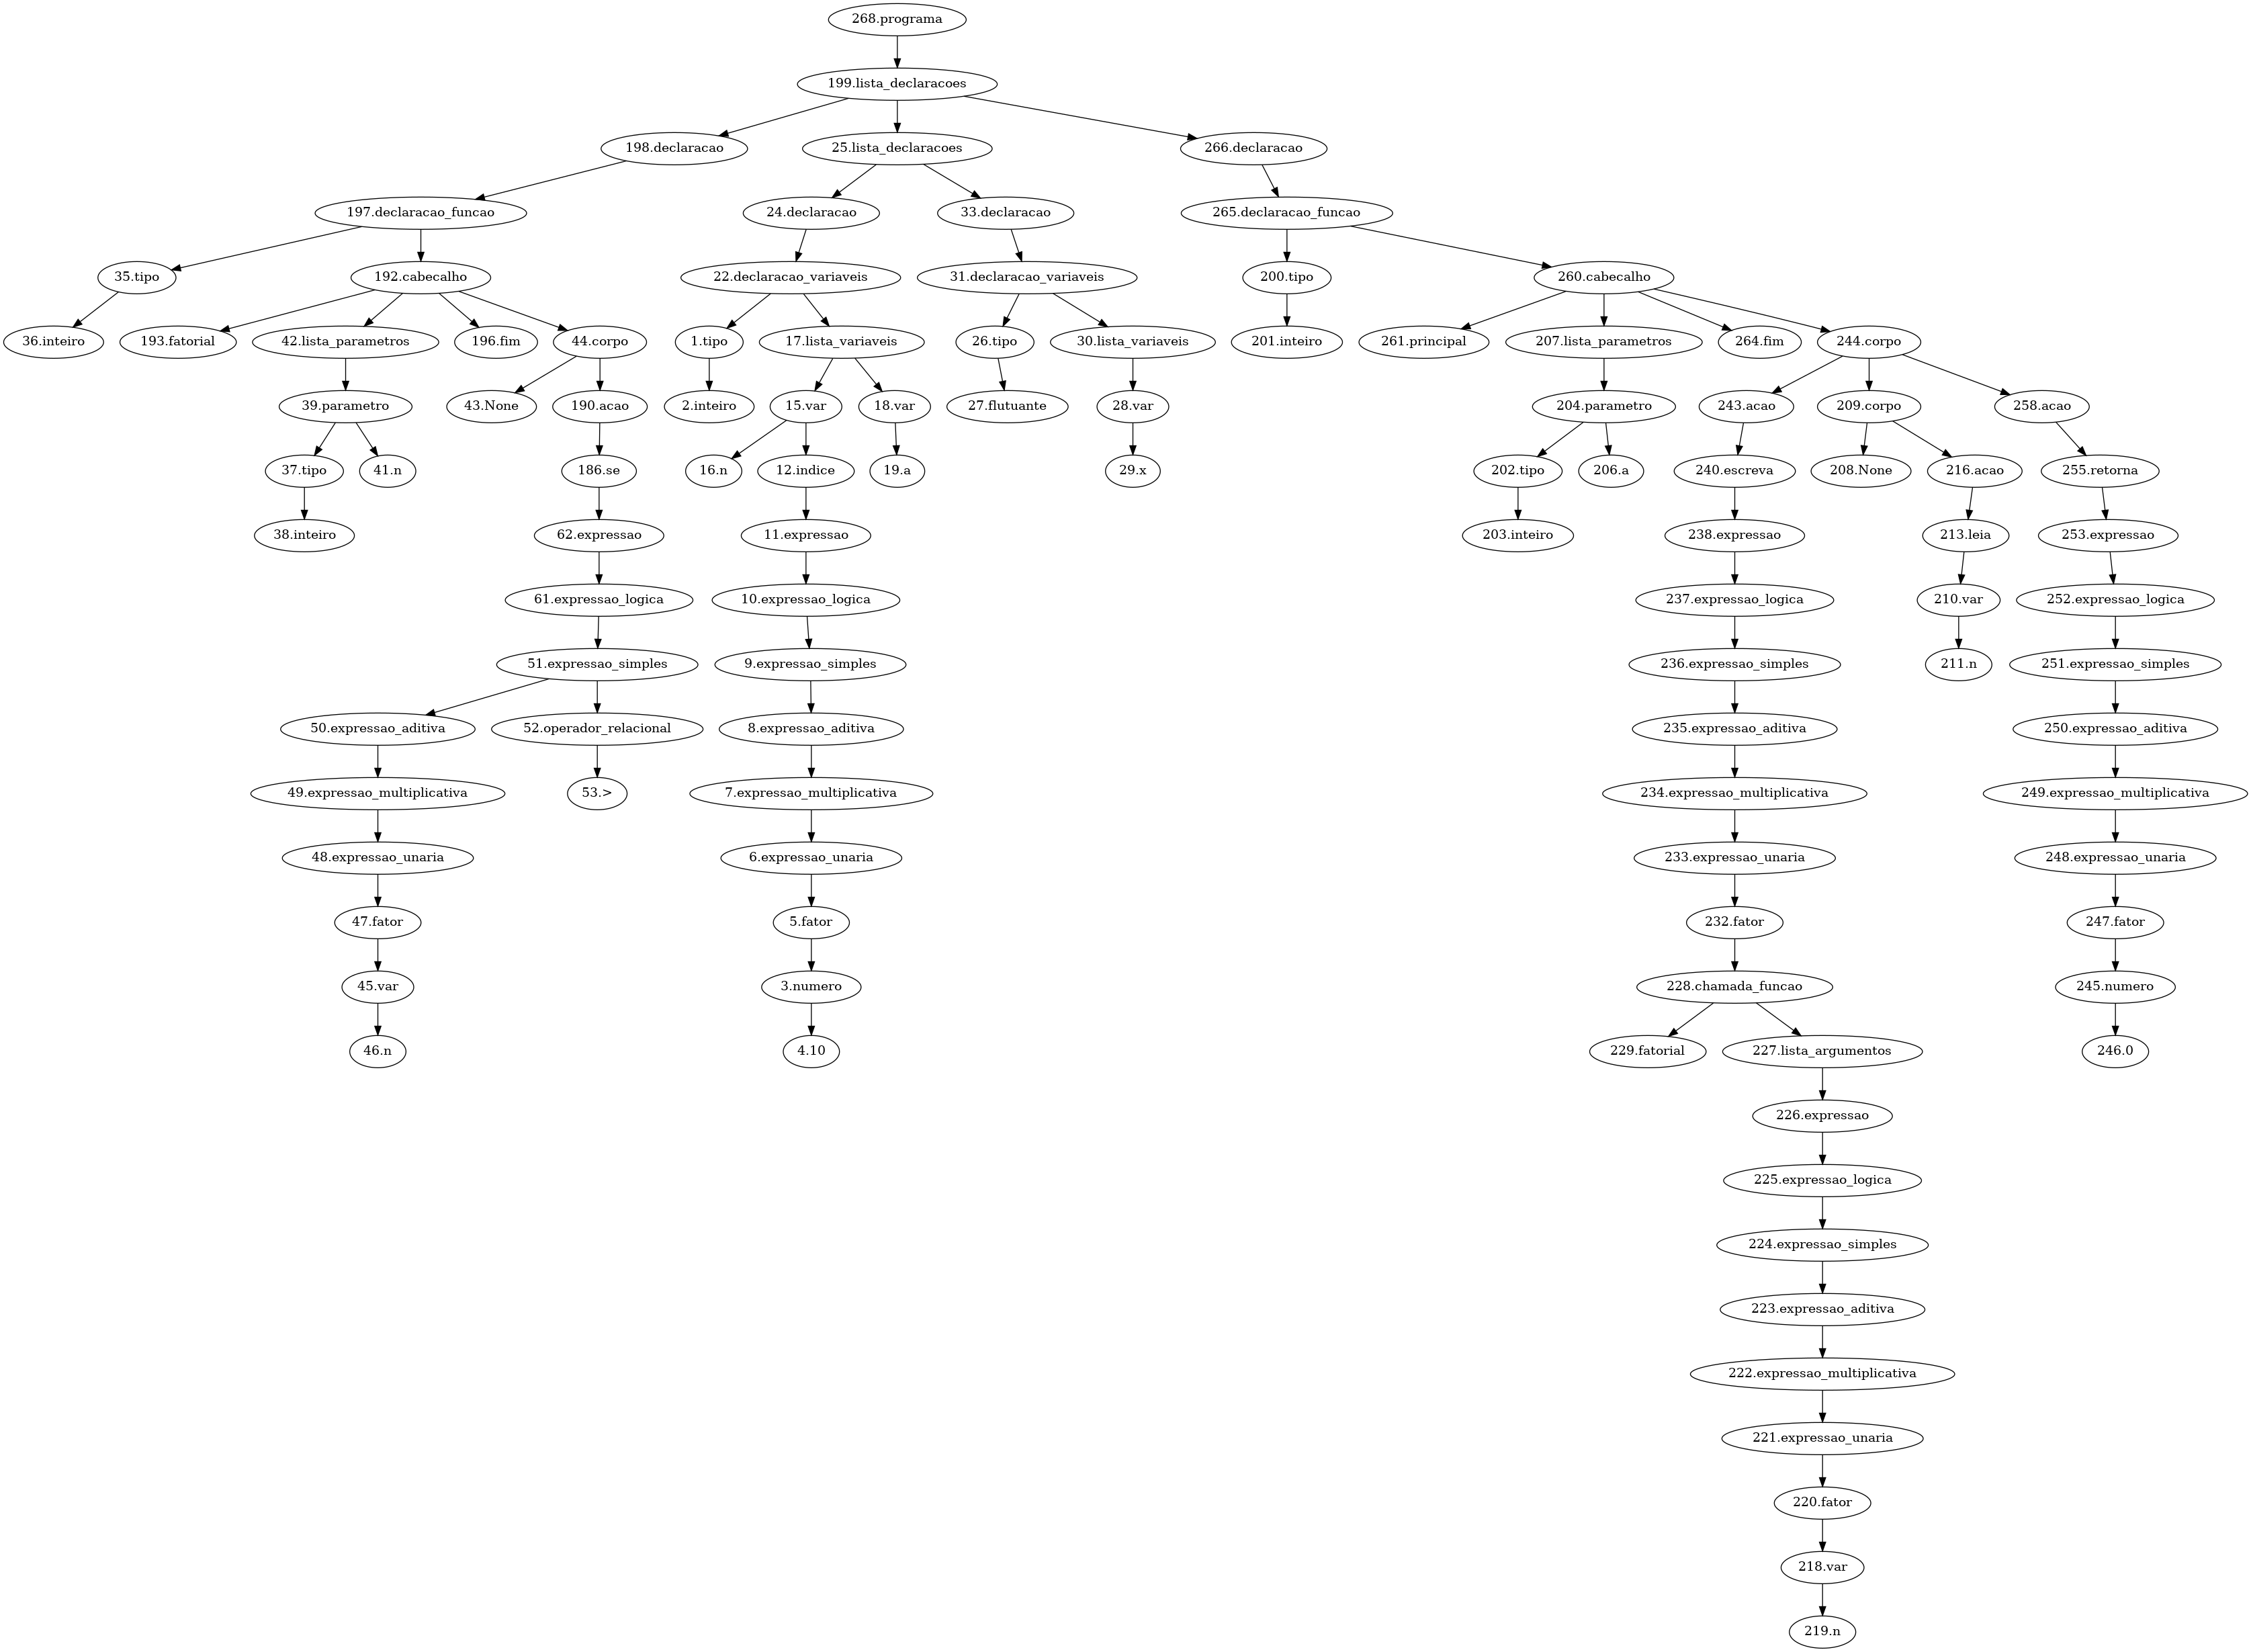 268.programa
199.lista_declaracoes
198.declaracao 25.lista_declaracoes 266.declaracao
197.declaracao_funcao 24.declaracao 33.declaracao 265.declaracao_funcao
35.tipo 192.cabecalho 22.declaracao_variaveis 31.declaracao_variaveis 200.tipo 260.cabecalho
36.inteiro 193.fatorial 42.lista_parametros 196.fim 44.corpo 1.tipo 17.lista_variaveis 26.tipo 30.lista_variaveis 201.inteiro 261.principal 207.lista_parametros 264.fim 244.corpo
39.parametro 43.None 190.acao 2.inteiro 15.var 18.var 27.flutuante 28.var 204.parametro 243.acao 209.corpo 258.acao
37.tipo 41.n 186.se 16.n 12.indice 19.a 29.x 202.tipo 206.a 240.escreva 208.None 216.acao 255.retorna
38.inteiro 62.expressao 11.expressao 203.inteiro 238.expressao 213.leia 253.expressao
61.expressao_logica 10.expressao_logica 237.expressao_logica 210.var 252.expressao_logica
51.expressao_simples 9.expressao_simples 236.expressao_simples 211.n 251.expressao_simples
50.expressao_aditiva 52.operador_relacional 8.expressao_aditiva 235.expressao_aditiva 250.expressao_aditiva
49.expressao_multiplicativa 53.> 7.expressao_multiplicativa 234.expressao_multiplicativa 249.expressao_multiplicativa
48.expressao_unaria 6.expressao_unaria 233.expressao_unaria 248.expressao_unaria
47.fator 5.fator 232.fator 247.fator
45.var 3.numero 228.chamada_funcao 245.numero
46.n 4.10 229.fatorial 227.lista_argumentos 246.0
226.expressao
225.expressao_logica
224.expressao_simples
223.expressao_aditiva
222.expressao_multiplicativa
221.expressao_unaria
220.fator
218.var
219.n